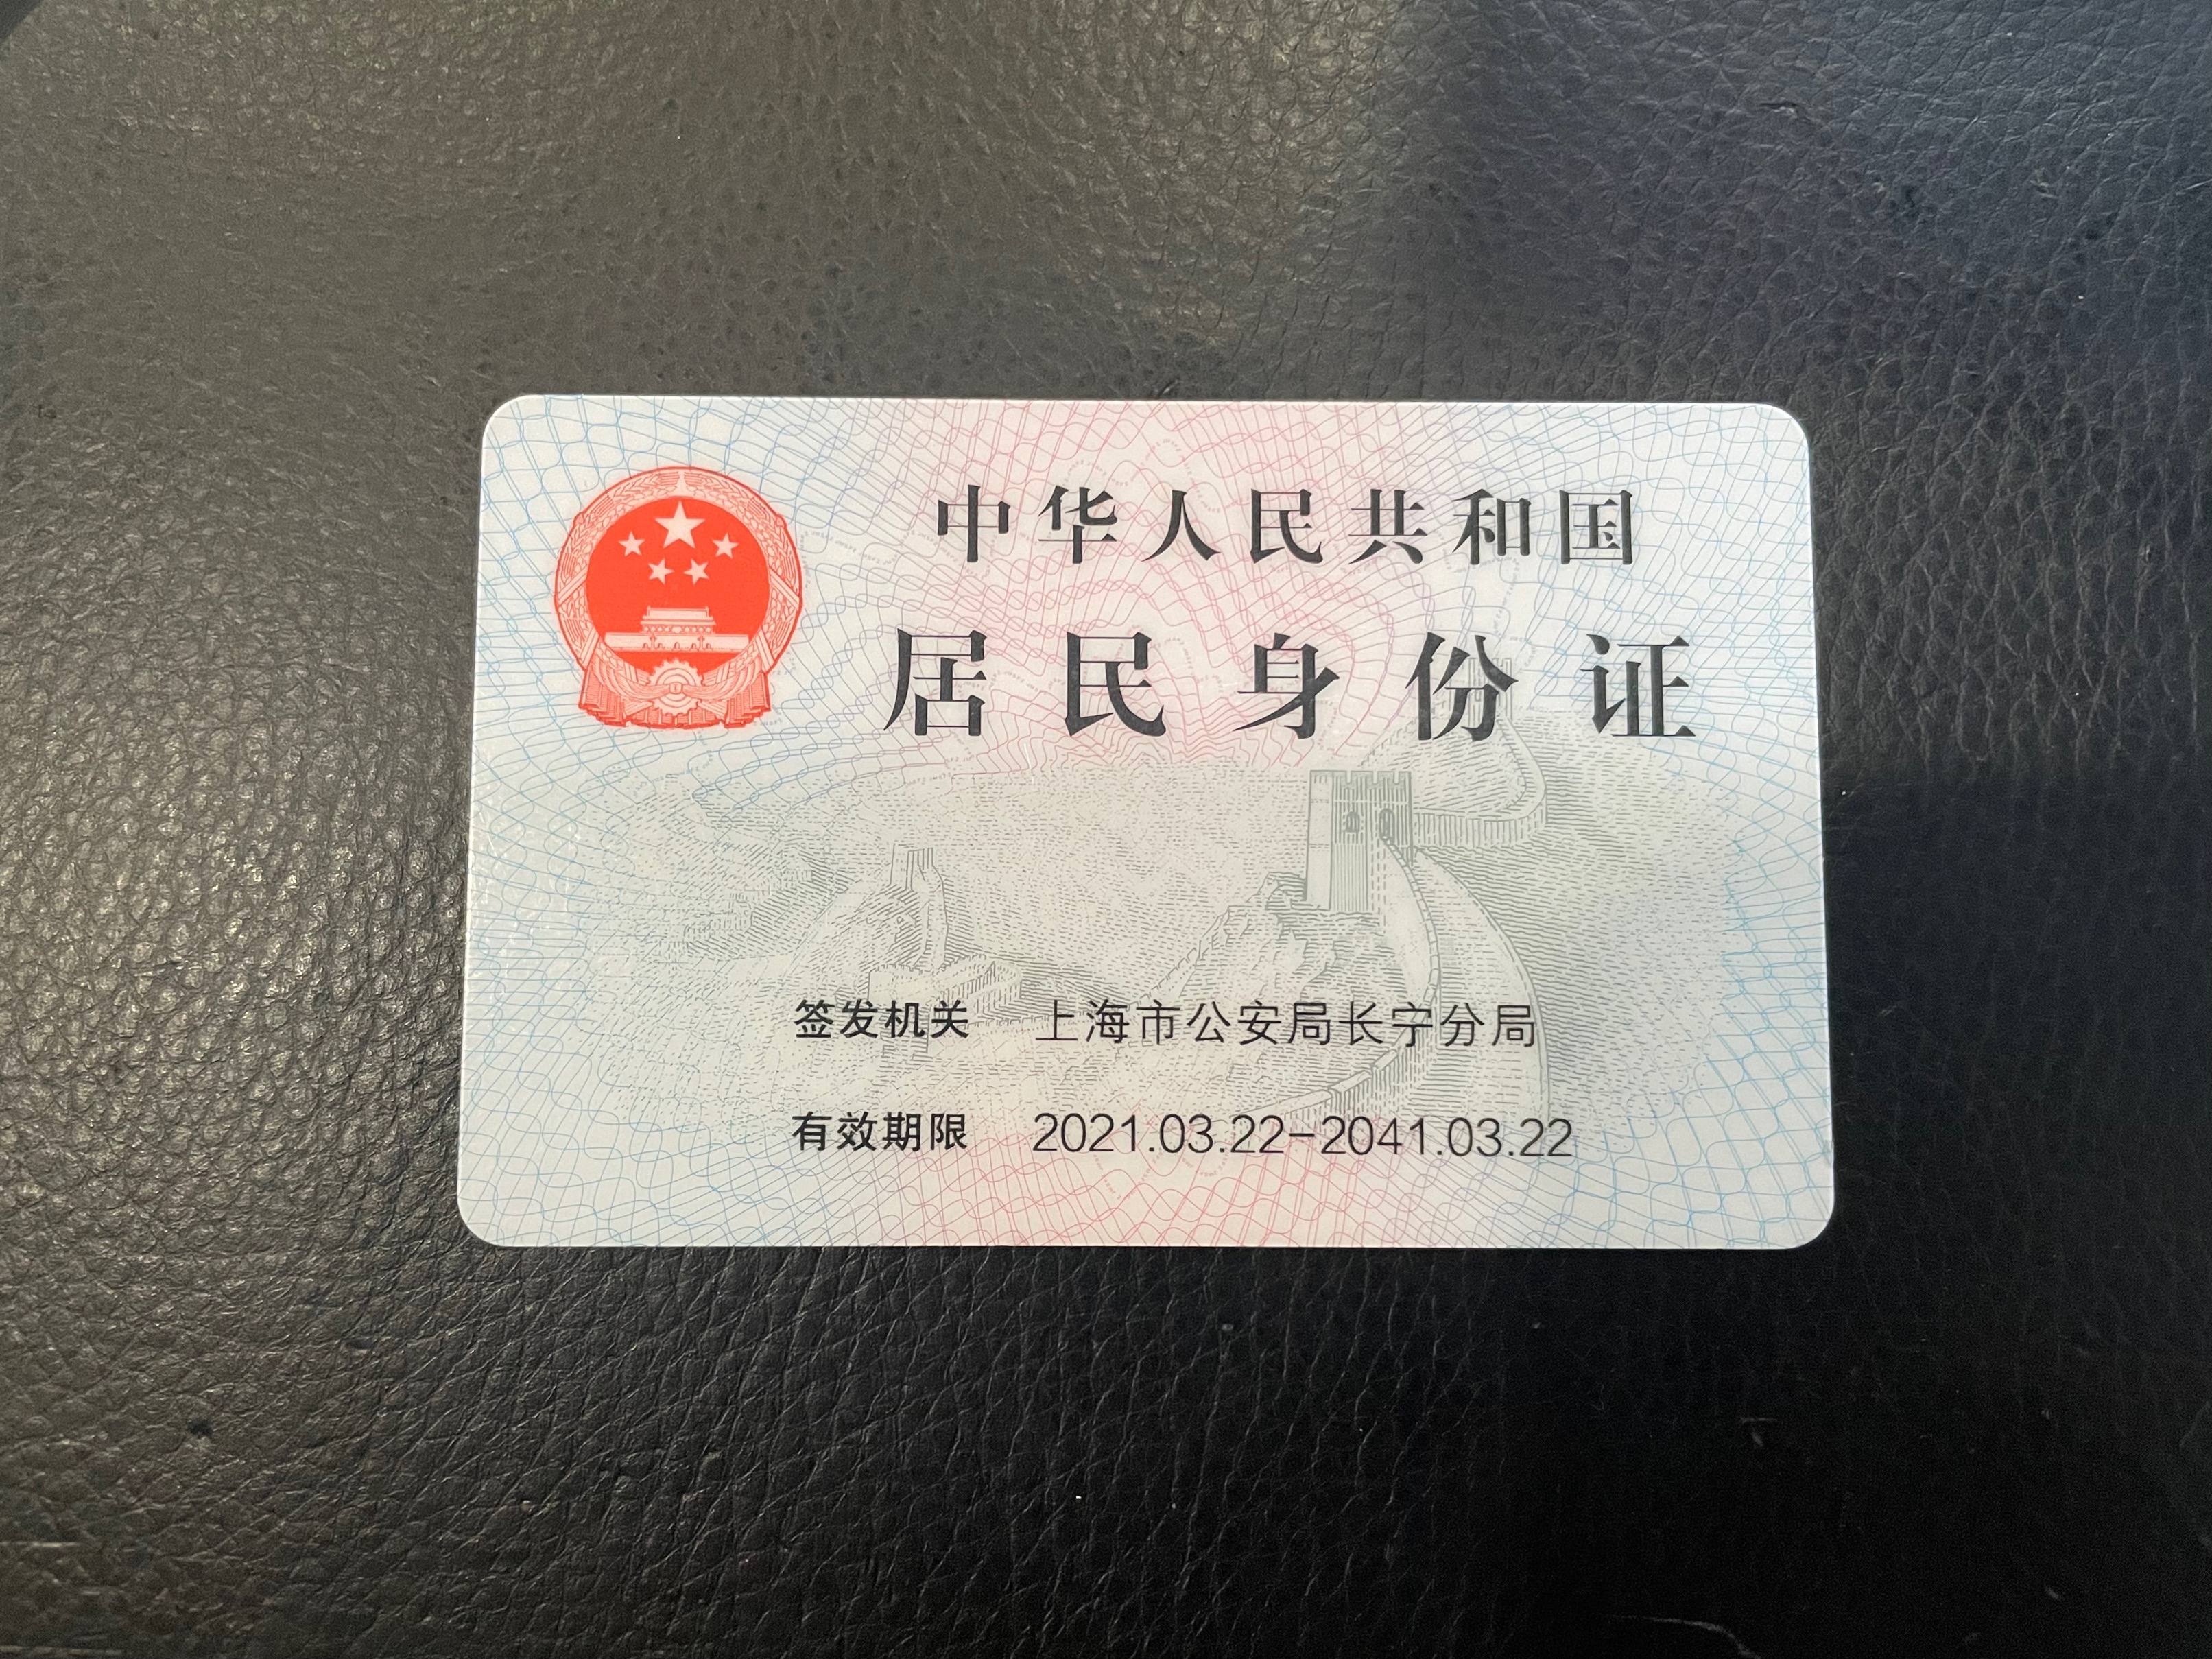 中华人民共和国
居民身份证
签发机关 上海市公安局长宁分局
有效期限 2021.03.22-2041.03.22